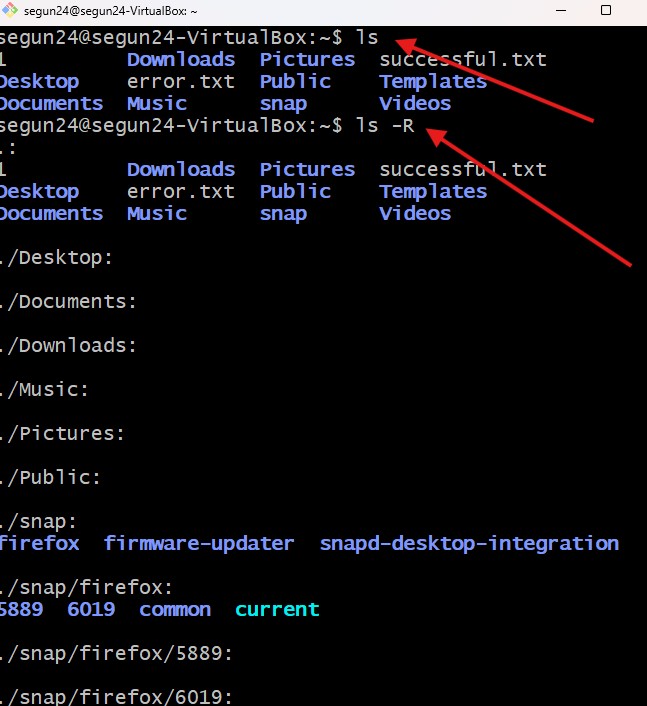 segun24@segun24-VirtualBox: ~
segun24@segun24-VirtualBox:~$ ls
1 Downloads Pictures successful.txt
Desktop error.txt Public Templates
Documents Music snap Videos
segun24@segun24-VirtualBox:~$ ls -R
.:
1 Downloads Pictures successful.txt
Desktop error.txt Public Templates
Documents Music snap Videos
./Desktop:
./Documents:
./Downloads:
./Music:
./Pictures:
./Public:
./snap:
firefox firmware-updater snapd-desktop-integration
./snap/firefox:
5889 6019 common current
./snap/firefox/5889:
./snap/firefox/6019: